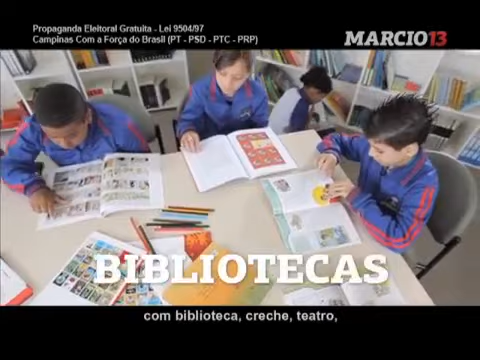 Propaganda Eleitoral Gratuita - Lei 9504/97
Campinas Com a Força do Brasil (PT - PSD - PTC - PRP)
MARCIO13
BIBLIOTECAS
com biblioteca, creche, teatro,